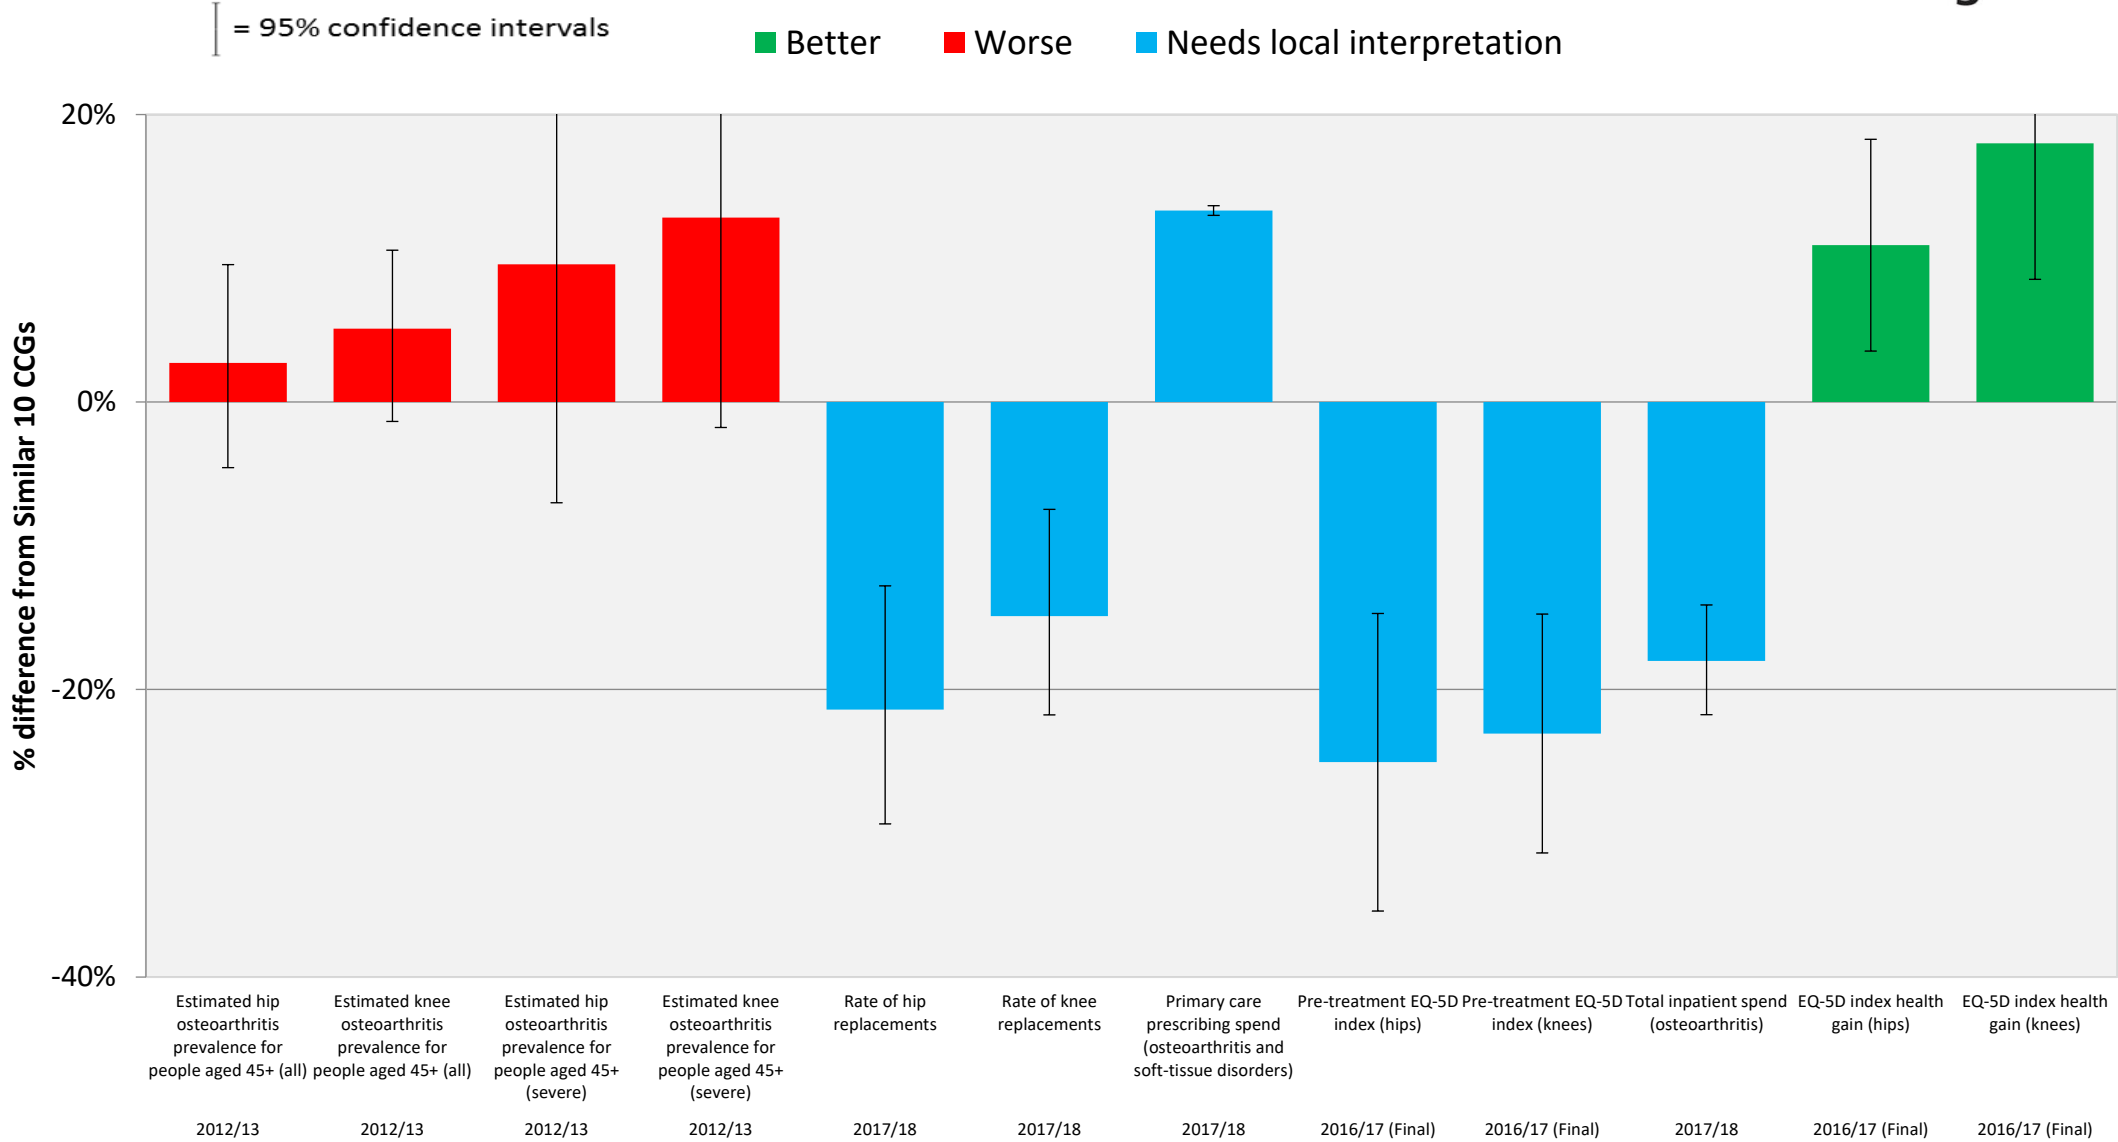 = 95% confidence intervals
Better
Worse
Needs local interpretation
% difference from Similar 10 CCGs
20%
0%
-20%
-40%
Estimated hip
osteoarthritis
prevalence for
people aged 45+ (all)
2012/13
Estimated knee
osteoarthritis
prevalence for
people aged 45+ (all)
2012/13
Estimated hip
osteoarthritis
prevalence for
people aged 45+
(severe)
2012/13
Estimated knee
osteoarthritis
prevalence for
people aged 45+
(severe)
2012/13
Rate of hip
replacements
2017/18
Rate of knee
replacements
2017/18
Primary care
prescribing spend
(osteoarthritis and
soft-tissue disorders)
2017/18
Pre-treatment EQ-5D
index (hips)
2016/17 (Final)
Pre-treatment EQ-5D
index (knees)
2016/17 (Final)
Total inpatient spend
(osteoarthritis)
2017/18
EQ-5D index health
gain (hips)
2016/17 (Final)
EQ-5D index health
gain (knees)
2016/17 (Final)